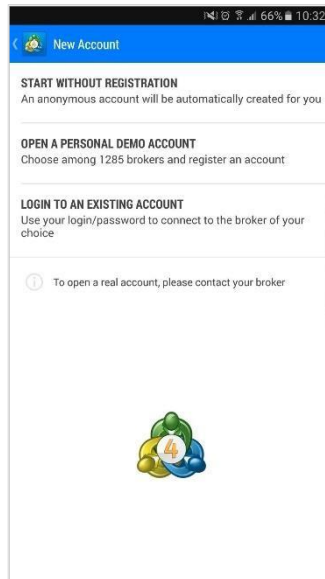 66% 10:32
New Account
START WITHOUT REGISTRATION
An anonymous account will be automatically created for you
OPEN A PERSONAL DEMO ACCOUNT
Choose among 1285 brokers and register an account
LOGIN TO AN EXISTING ACCOUNT
Use your login/password to connect to the broker of your
choice
To open a real account, please contact your broker
4